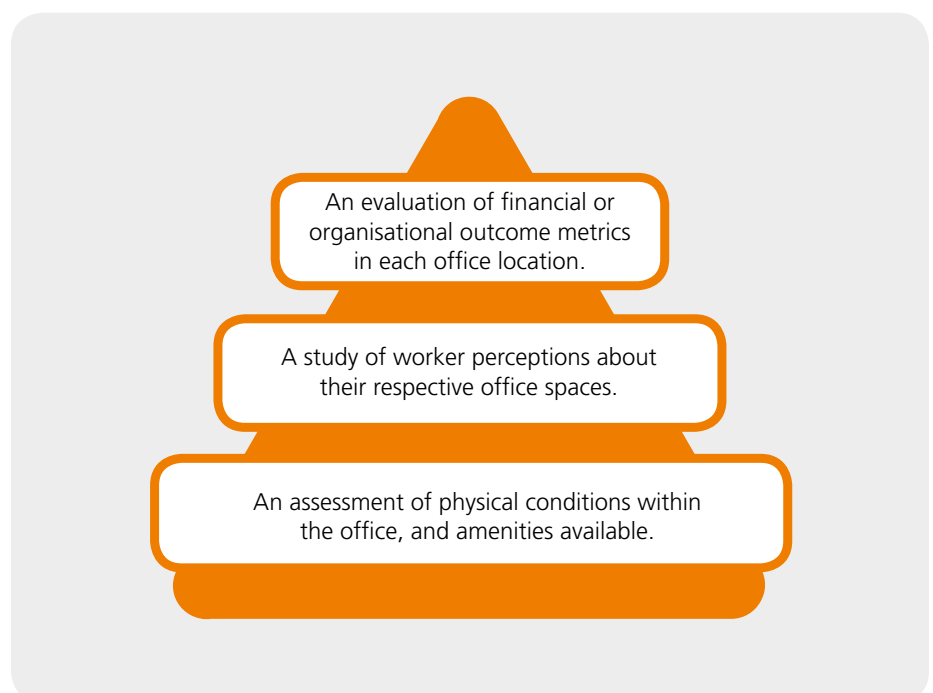 An evaluation of financial or
organisational outcome metrics
in each office location.
A study of worker perceptions about
their respective office spaces.
An assessment of physical conditions within
the office, and amenities available.